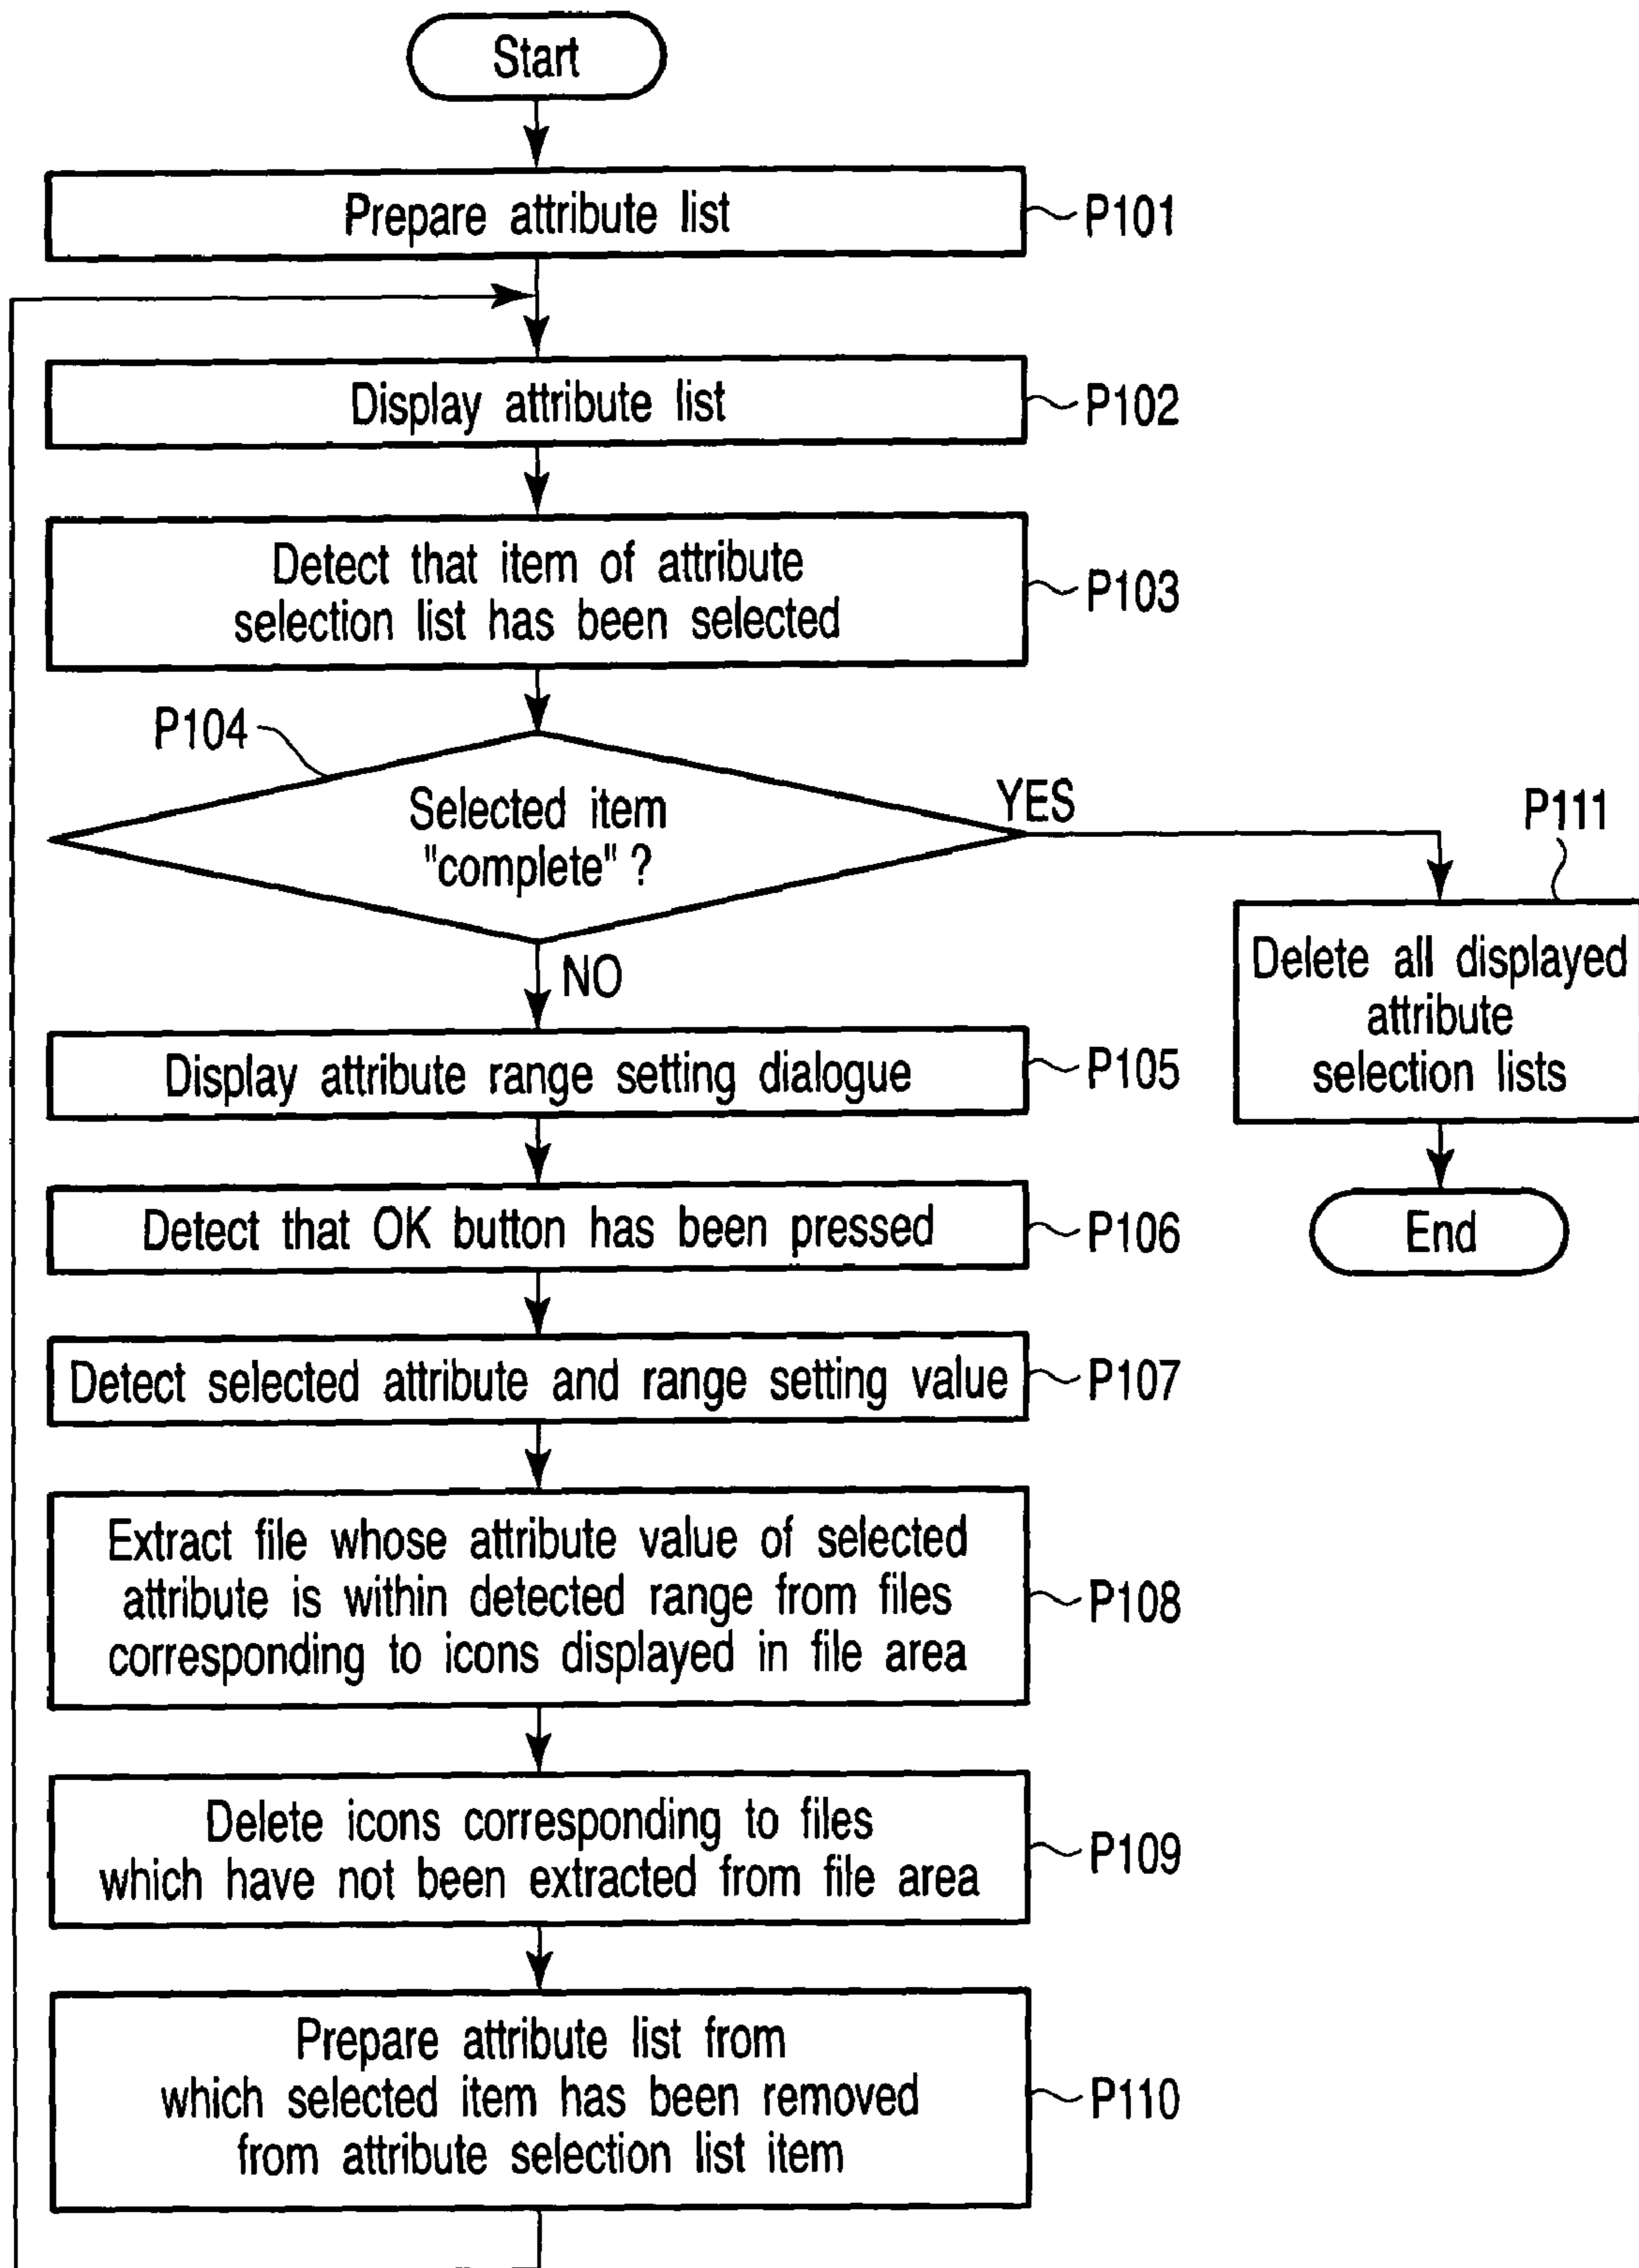 Start
Prepare attribute list
P101
Display attribute list
P102
Detect that item of attribute
selection list has been selected
P103
P104
Selected item
"complete" ?
YES
NO
P111
Delete all displayed
attribute
selection lists
End
Display attribute range setting dialogue
P105
Detect that OK button has been pressed
P106
Detect selected attribute and range setting value
P107
Extract file whose attribute value of selected
attribute is within detected range from files
corresponding to icons displayed in file area
P108
Delete icons corresponding to files
which have not been extracted from file area
P109
Prepare attribute list from
which selected item has been removed
from attribute selection list item
P110